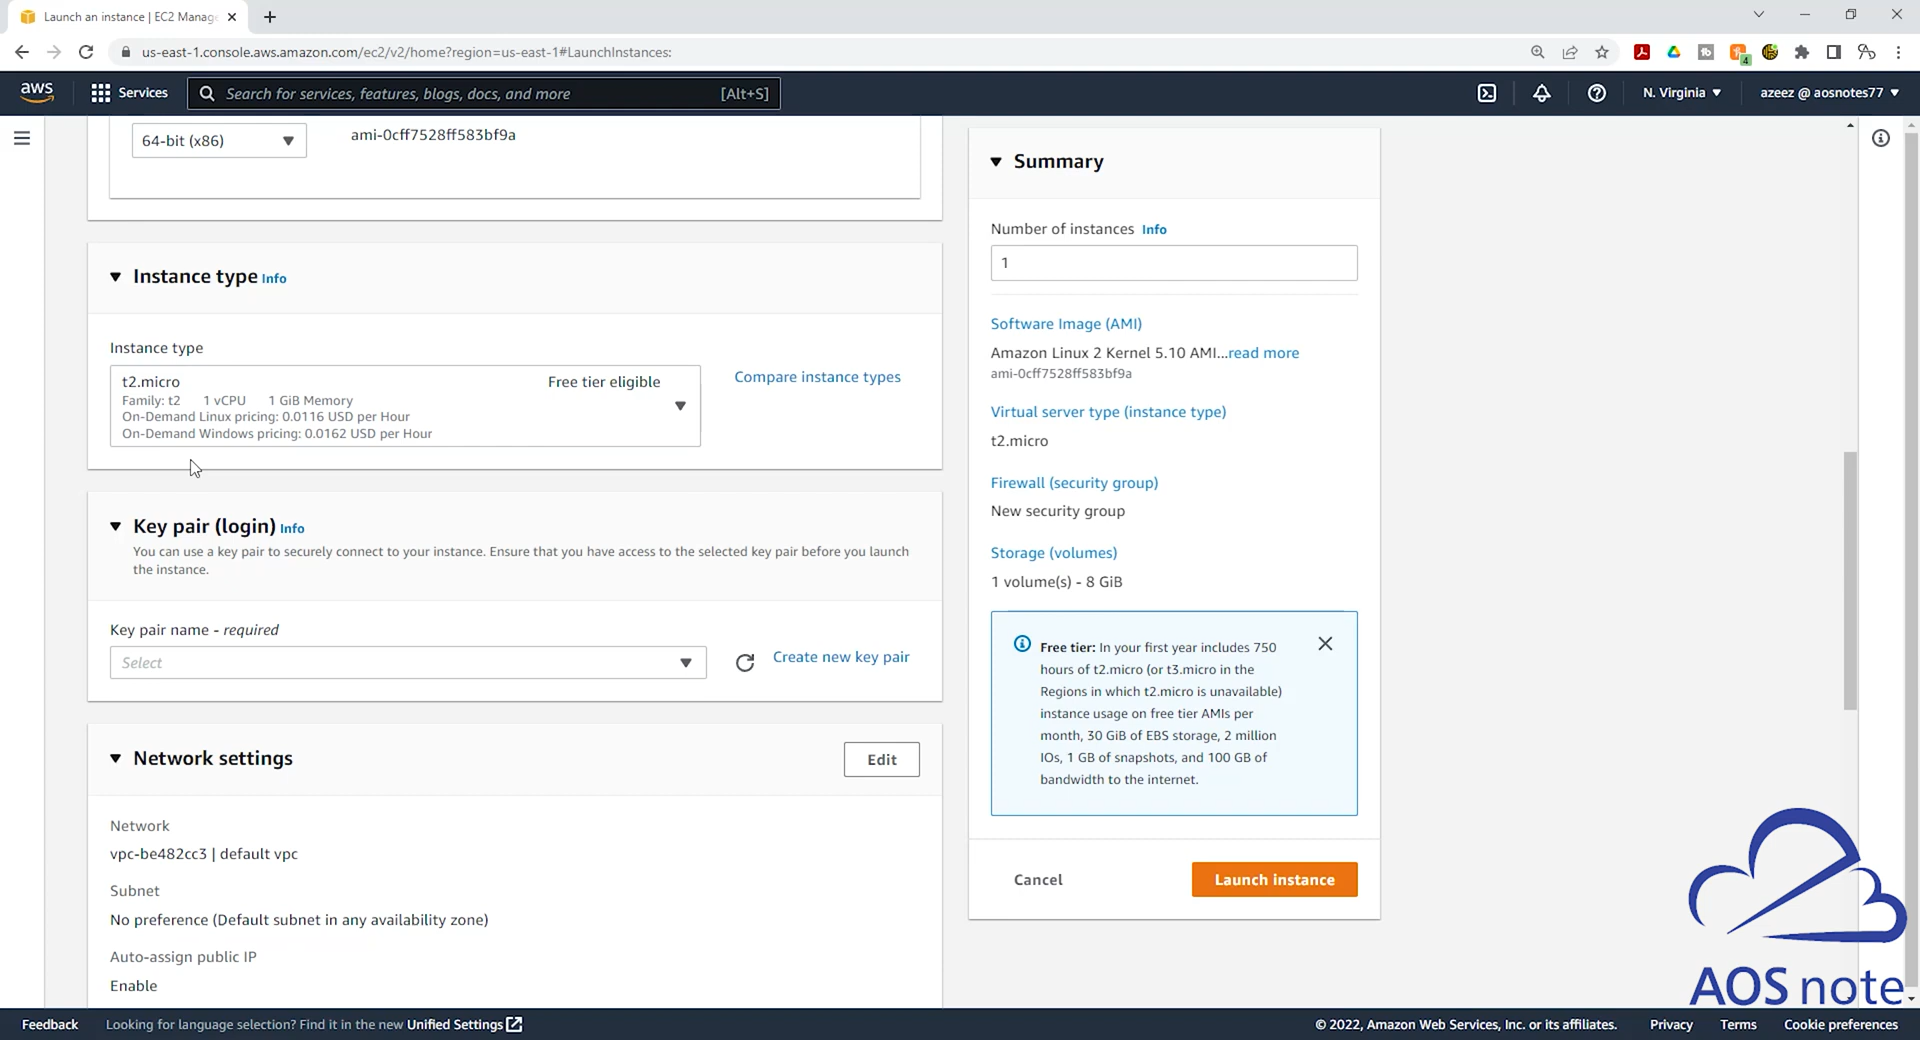 Launch an instance | EC2 Manag
us-east-1.console.aws.amazon.com/ec2/v2/home?region=us-east-1#LaunchInstances:
4
aws
Services
Search for services, features, blogs, docs, and more
[Alt+S]
N. Virginia
azeez @ aosnotes77
64-bit (x86)
ami-0cff7528ff583bf9a
Instance type Info
Instance type
t2.micro
Free tier eligible
Family: t2 1 vCPU 1 GiB Memory
On-Demand Linux pricing: 0.0116 USD per Hour
On-Demand Windows pricing: 0.0162 USD per Hour
Compare instance types
Key pair (login) Info
You can use a key pair to securely connect to your instance. Ensure that you have access to the selected key pair before you launch
the instance.
Key pair name - required
Select
Create new key pair
Network settings
Edit
Network
vpc-be482cc3 | default vpc
Subnet
No preference (Default subnet in any availability zone)
Auto-assign public IP
Enable
Summary
Number of instances Info
1
Software Image (AMI)
Amazon Linux 2 Kernel 5.10 AMI...read more
ami-0cff7528ff583bf9a
Virtual server type (instance type)
t2.micro
Firewall (security group)
New security group
Storage (volumes)
1 volume(s) - 8 GiB
Free tier: In your first year includes 750
hours of t2.micro (or t3.micro in the
Regions in which t2.micro is unavailable)
instance usage on free tier AMIs per
month, 30 GiB of EBS storage, 2 million
IOs, 1 GB of snapshots, and 100 GB of
bandwidth to the internet.
Cancel
Launch instance
AOS note
Feedback
Looking for language selection? Find it in the new Unified Settings
© 2022, Amazon Web Services, Inc. or its affiliates.
Privacy
Terms
Cookie preferences